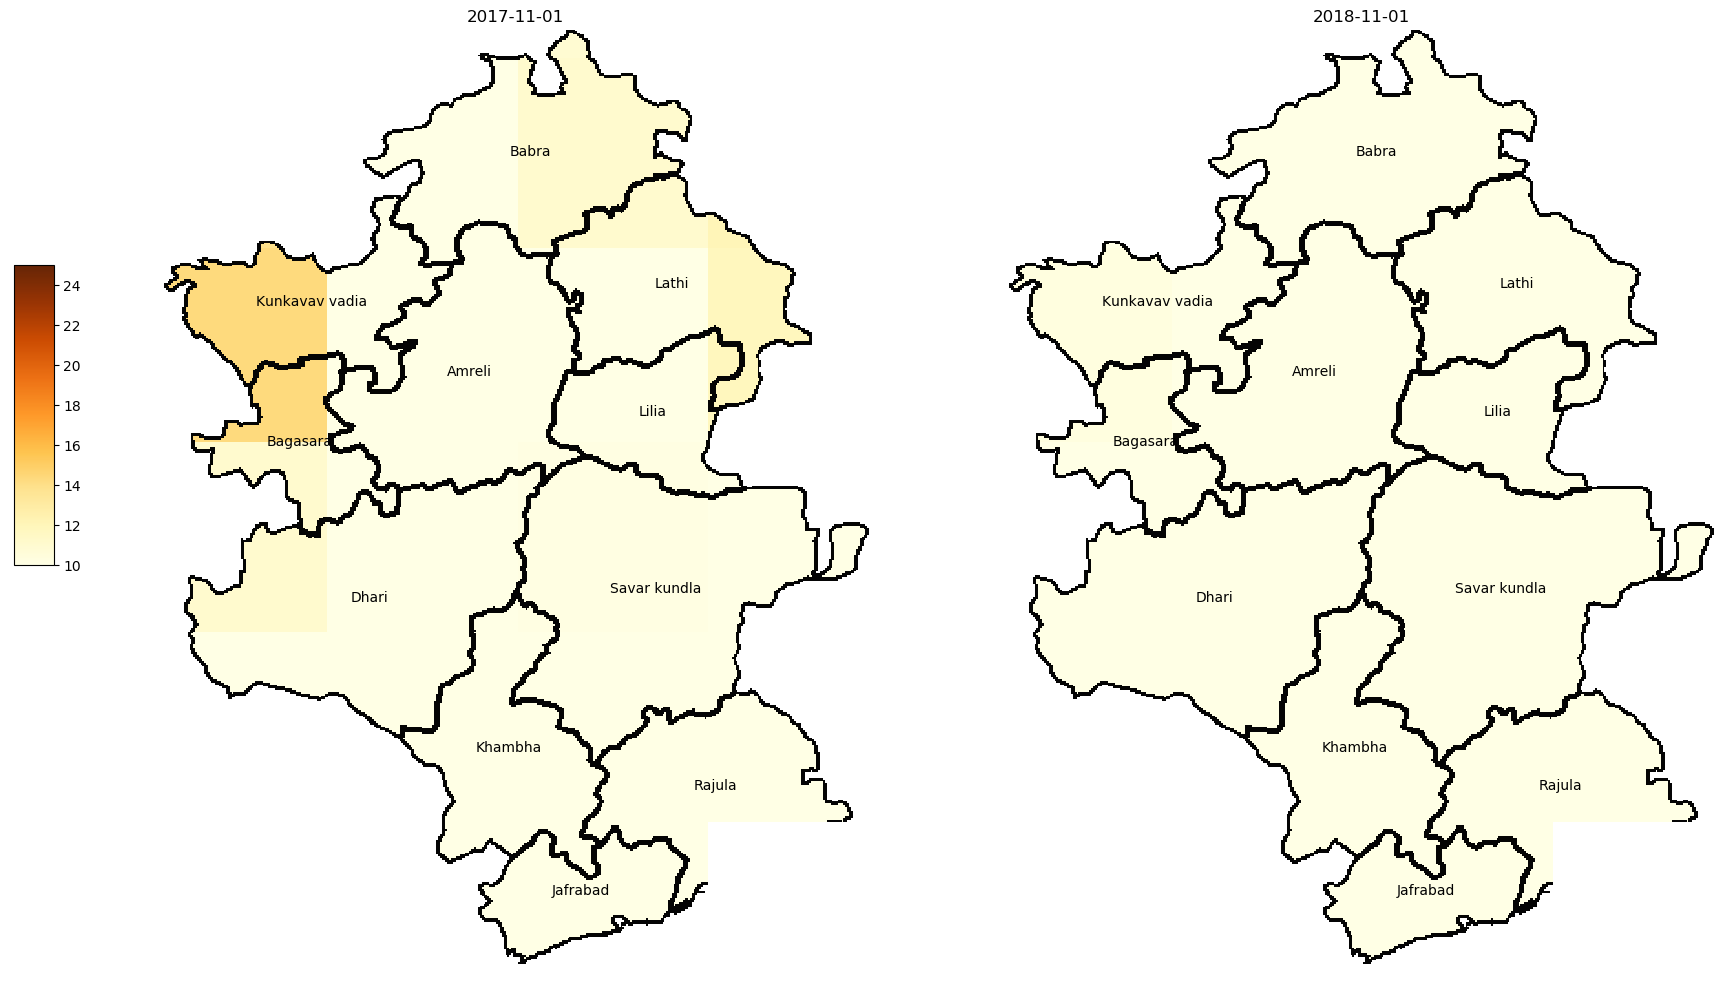 2017-11-01
2018-11-01
24
22
20
18
16
14
12
10
Babra
Lathi
Kunkavav vadia
Amreli
Lilia
Bagasara
Savar kundla
Dhari
Khambha
Rajula
Jafrabad
Babra
Lathi
Kunkavav vadia
Amreli
Lilia
Bagasara
Savar kundla
Dhari
Khambha
Rajula
Jafrabad